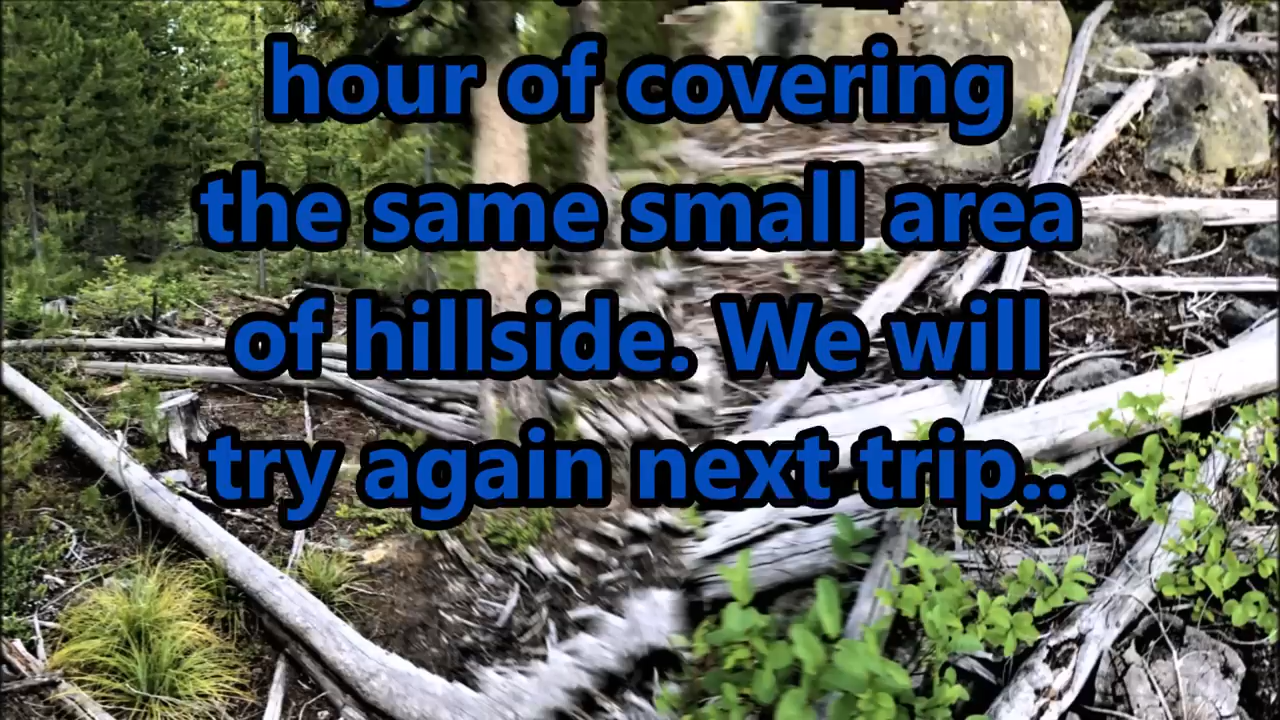 hour of covering
the same small area
of hillside. We will
try again next trip..